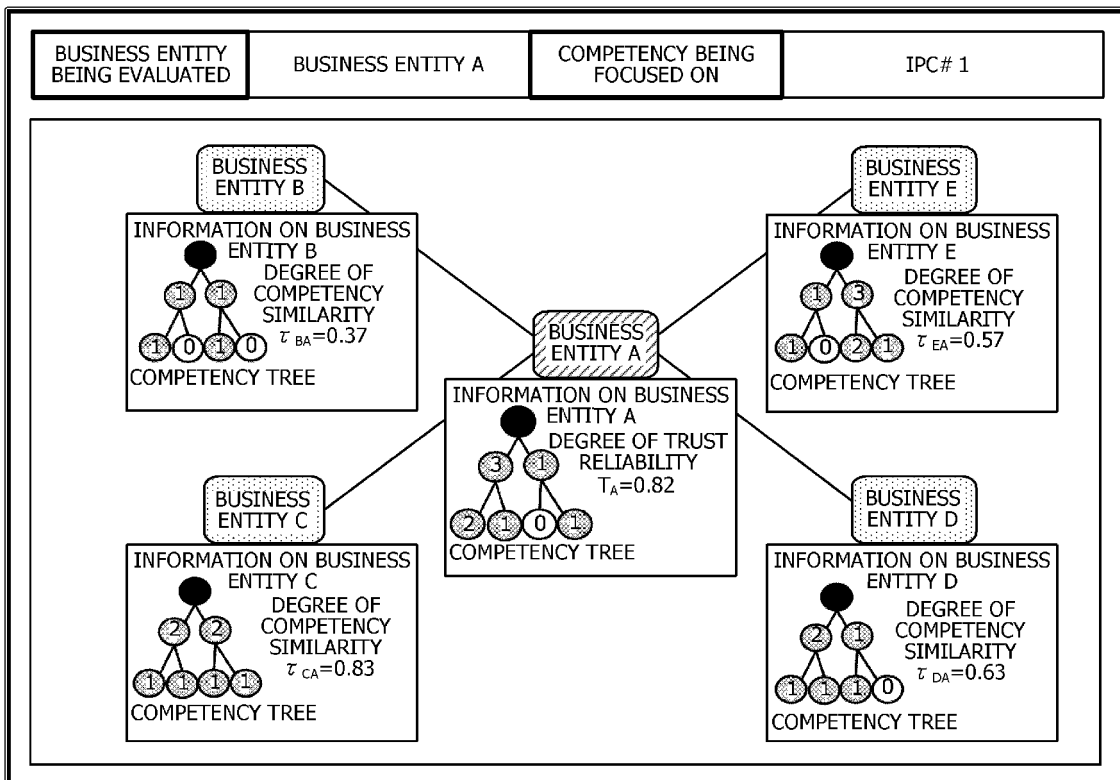 BUSINESS ENTITY
BEING EVALUATED
BUSINESS ENTITY A
COMPETENCY BEING
FOCUSED ON
IPC# 1
BUSINESS
ENTITY B
INFORMATION ON BUSINESS
ENTITY B
DEGREE OF
COMPETENCY
SIMILARITY
τ BA=0.37
1 1
1 0 1 0
COMPETENCY TREE
BUSINESS
ENTITY E
INFORMATION ON BUSINESS
ENTITY E
DEGREE OF
COMPETENCY
SIMILARITY
τ EA=0.57
1 3
1 0 2 1
COMPETENCY TREE
BUSINESS
ENTITY A
INFORMATION ON BUSINESS
ENTITY A
DEGREE OF TRUST
RELIABILITY
TA=0.82
3 1
2 1 0 1
COMPETENCY TREE
BUSINESS
ENTITY C
INFORMATION ON BUSINESS
ENTITY C
DEGREE OF
COMPETENCY
SIMILARITY
τ CA=0.83
2 2
1 1 1 1
COMPETENCY TREE
BUSINESS
ENTITY D
INFORMATION ON BUSINESS
ENTITY D
DEGREE OF
COMPETENCY
SIMILARITY
τ DA=0.63
2 1
1 1 1 0
COMPETENCY TREE